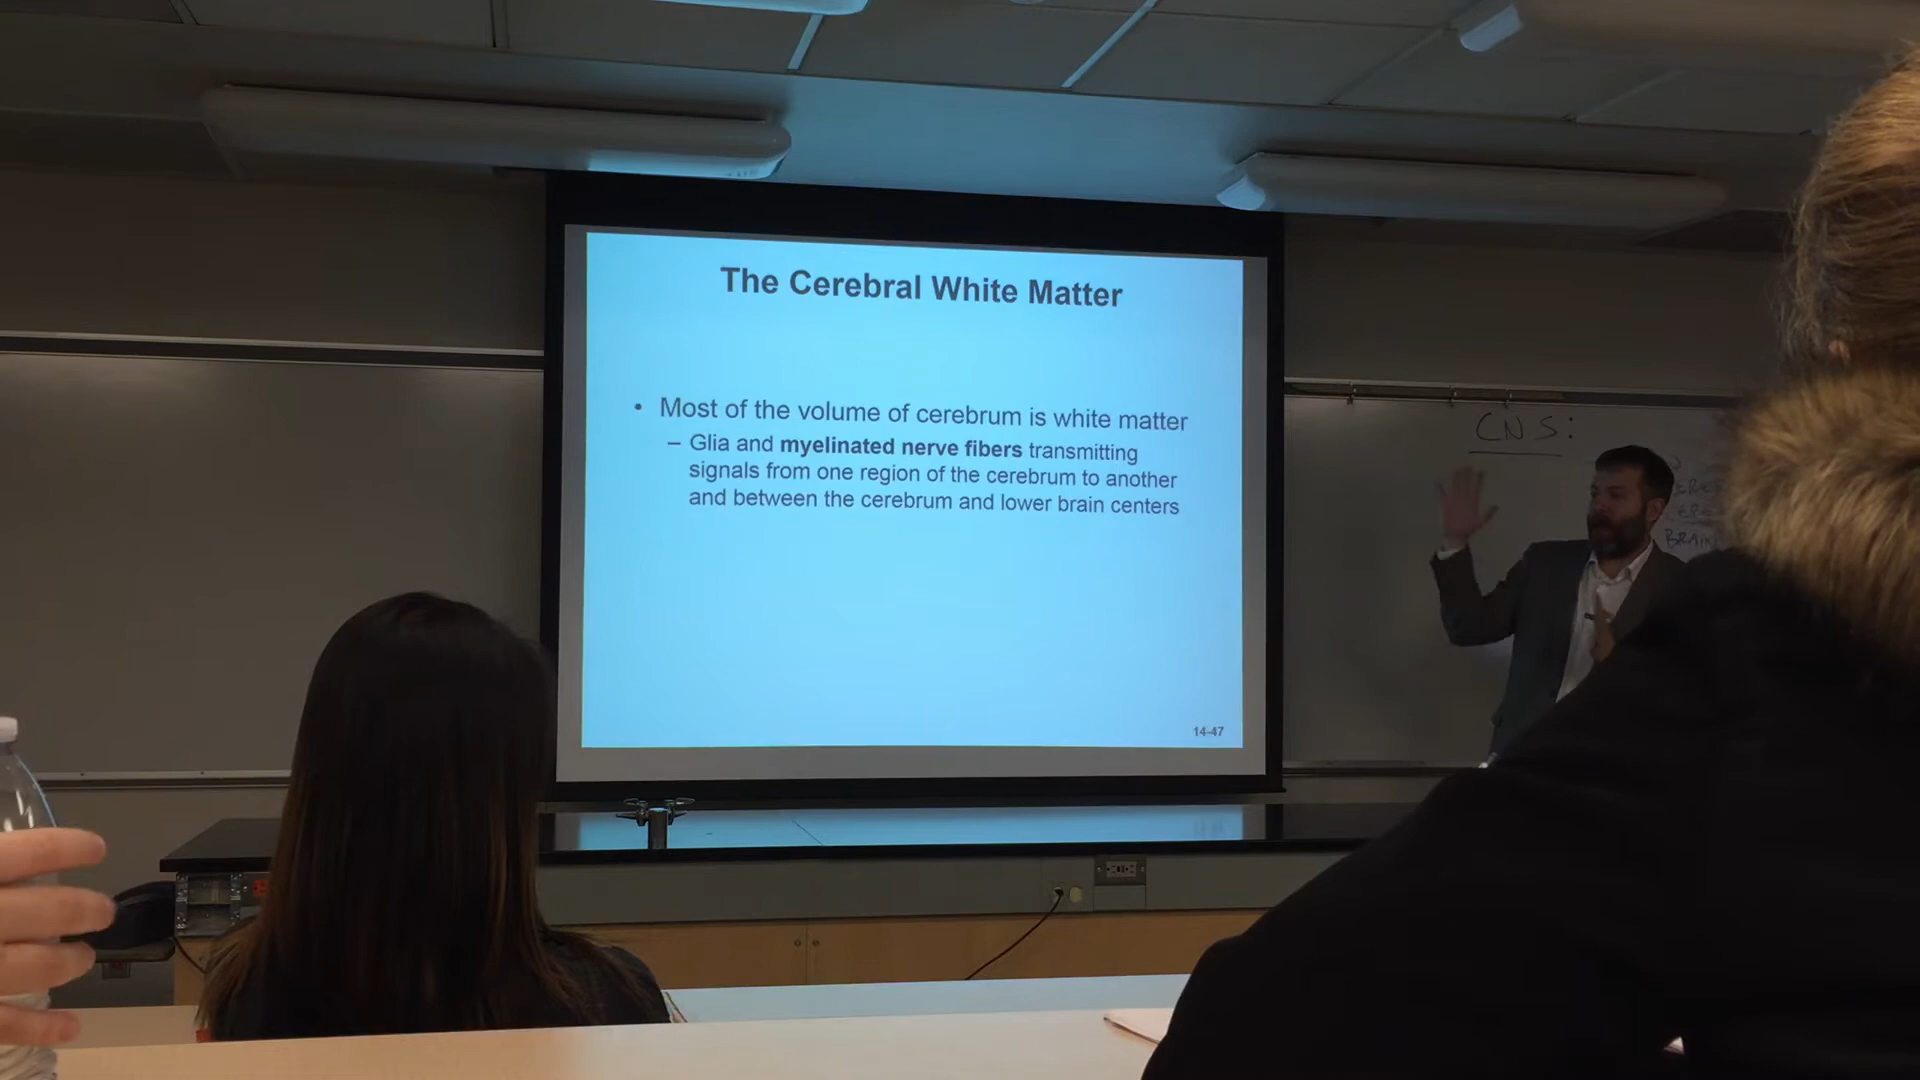 The Cerebral White Matter
• Most of the volume of cerebrum is white matter
– Glia and myelinated nerve fibers transmitting
signals from one region of the cerebrum to another
and between the cerebrum and lower brain centers
14-47
CNS:
BRAIN